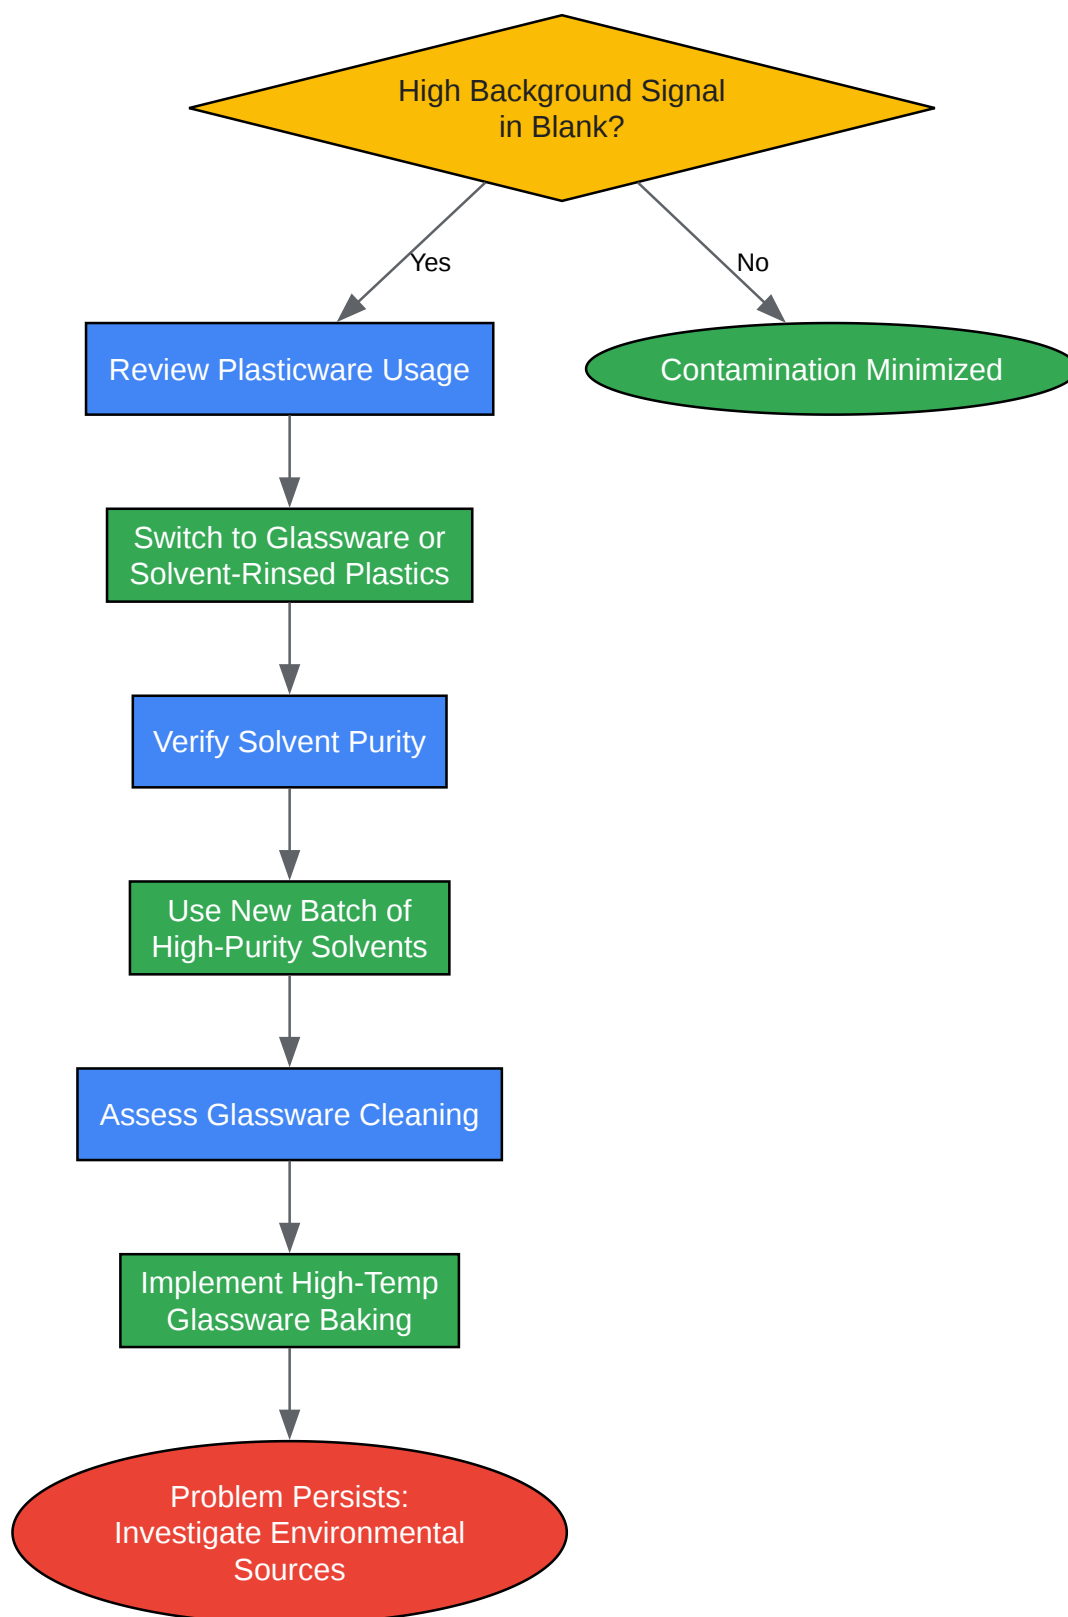 High Background Signal
in Blank?
Yes
No
Review Plasticware Usage
Contamination Minimized
Switch to Glassware or
Solvent-Rinsed Plastics
Verify Solvent Purity
Use New Batch of
High-Purity Solvents
Assess Glassware Cleaning
Implement High-Temp
Glassware Baking
Problem Persists:
Investigate Environmental
Sources